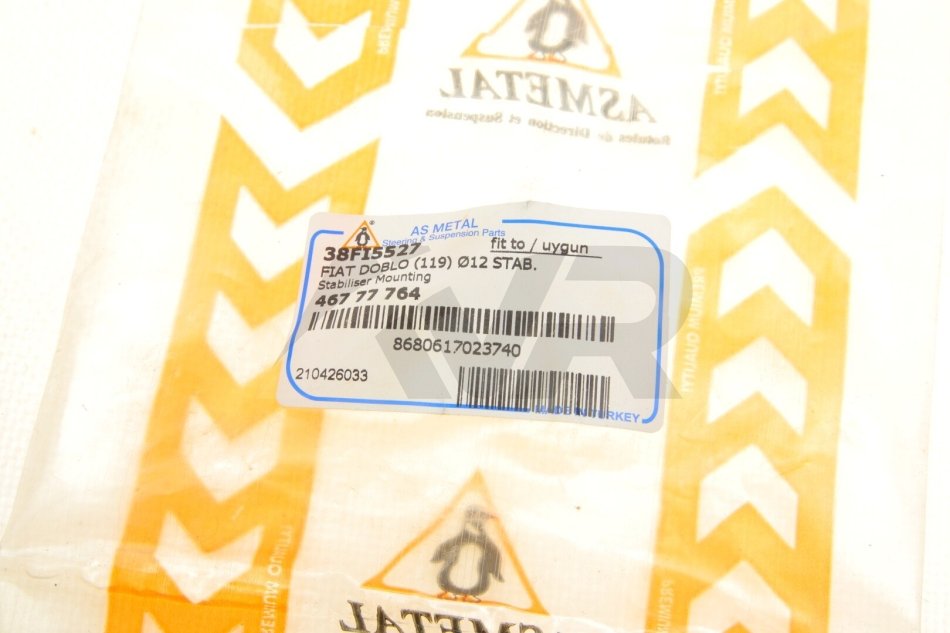 ASMETAL
Rotules de Direction et Suspension
AS METAL
Steering & Suspension Parts
38FI5527
fit to / uygun
FIAT DOBLO (119) Ø12 STAB.
Stabiliser Mounting
467 77 764
8680617023740
210426033
MADE IN TURKEY
ASMETAL